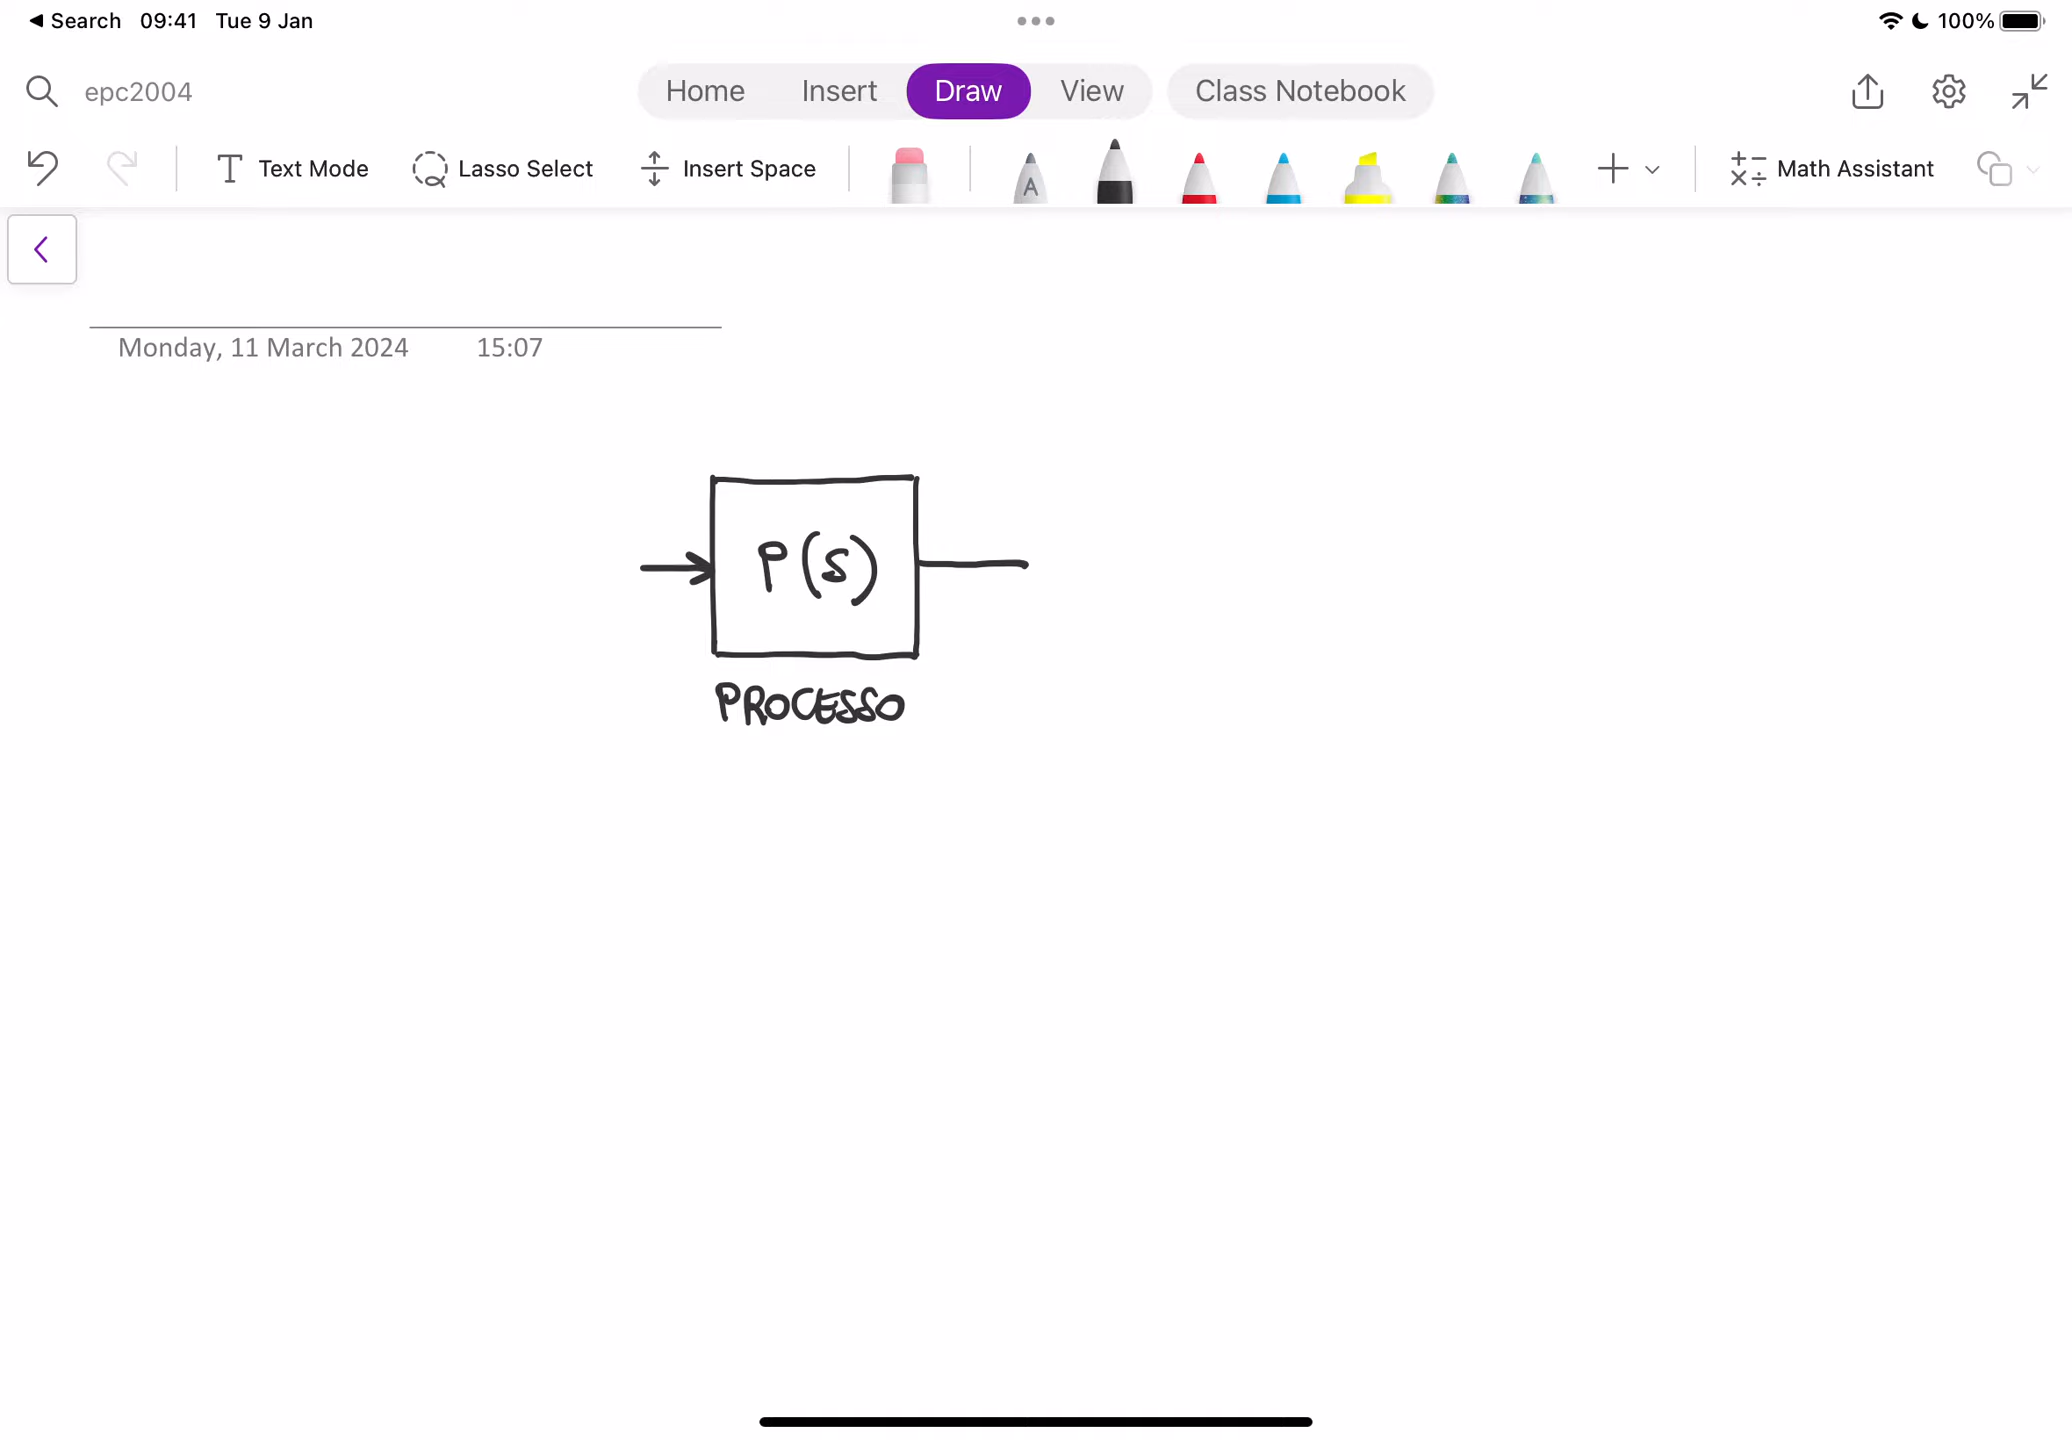 Search 09:41 Tue 9 Jan 100%
epc2004 Home Insert Draw View Class Notebook
Text Mode Lasso Select Insert Space A Math Assistant
Monday, 11 March 2024 15:07
P(s)
PROCESSO